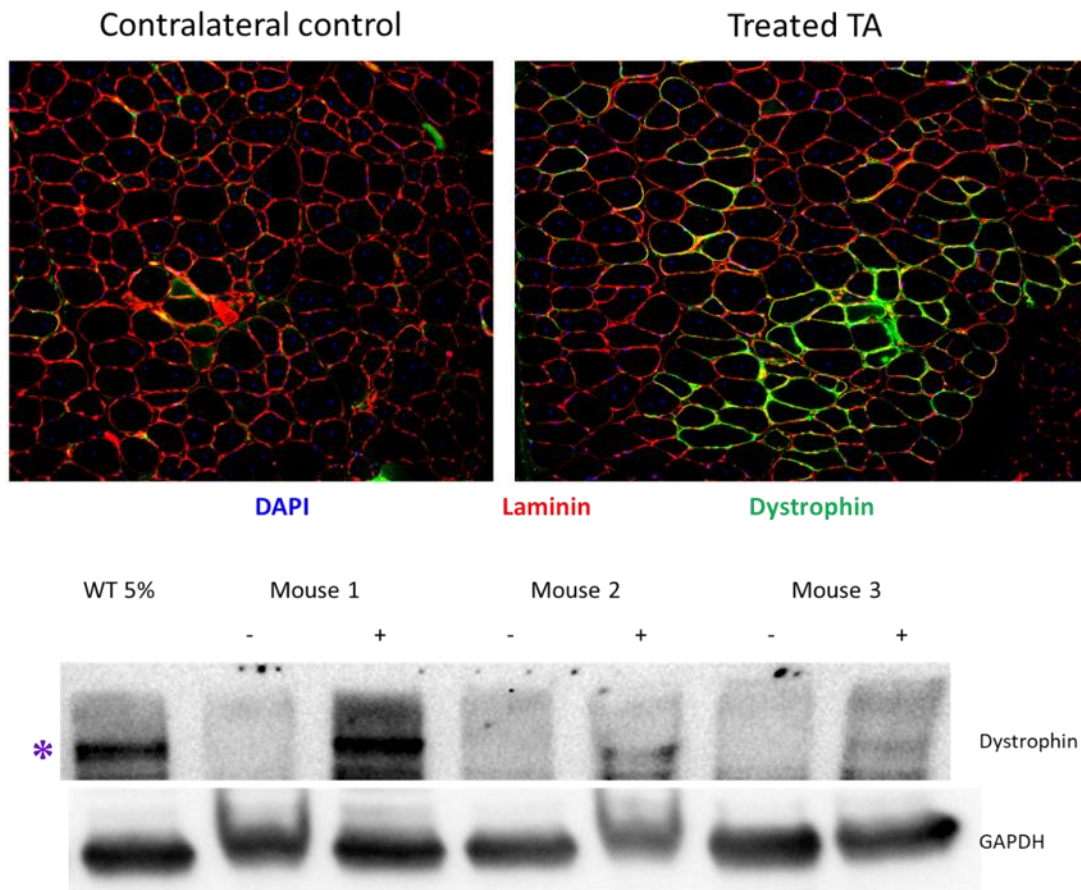 Contralateral control Treated TA
DAPI Laminin Dystrophin
WT 5% Mouse 1 Mouse 2 Mouse 3
- + - + - +
* Dystrophin
GAPDH